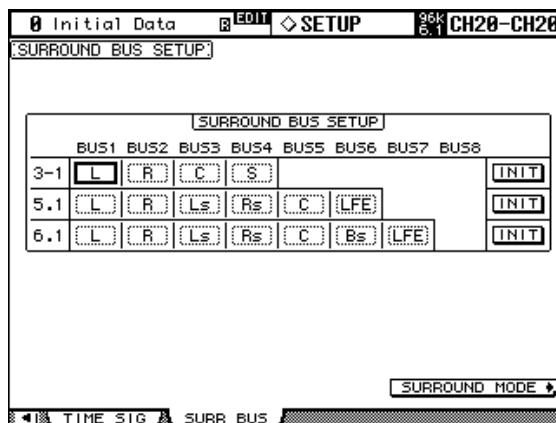 0 Initial Data R EDIT ◇SETUP 96k 6.1 CH20-CH20
SURROUND BUS SETUP
SURROUND BUS SETUP
BUS1 BUS2 BUS3 BUS4 BUS5 BUS6 BUS7 BUS8
3-1 L R C S INIT
5.1 L R Ls Rs C LFE INIT
6.1 L R Ls Rs C Bs LFE INIT
SURROUND MODE
TIME SIG SURR BUS